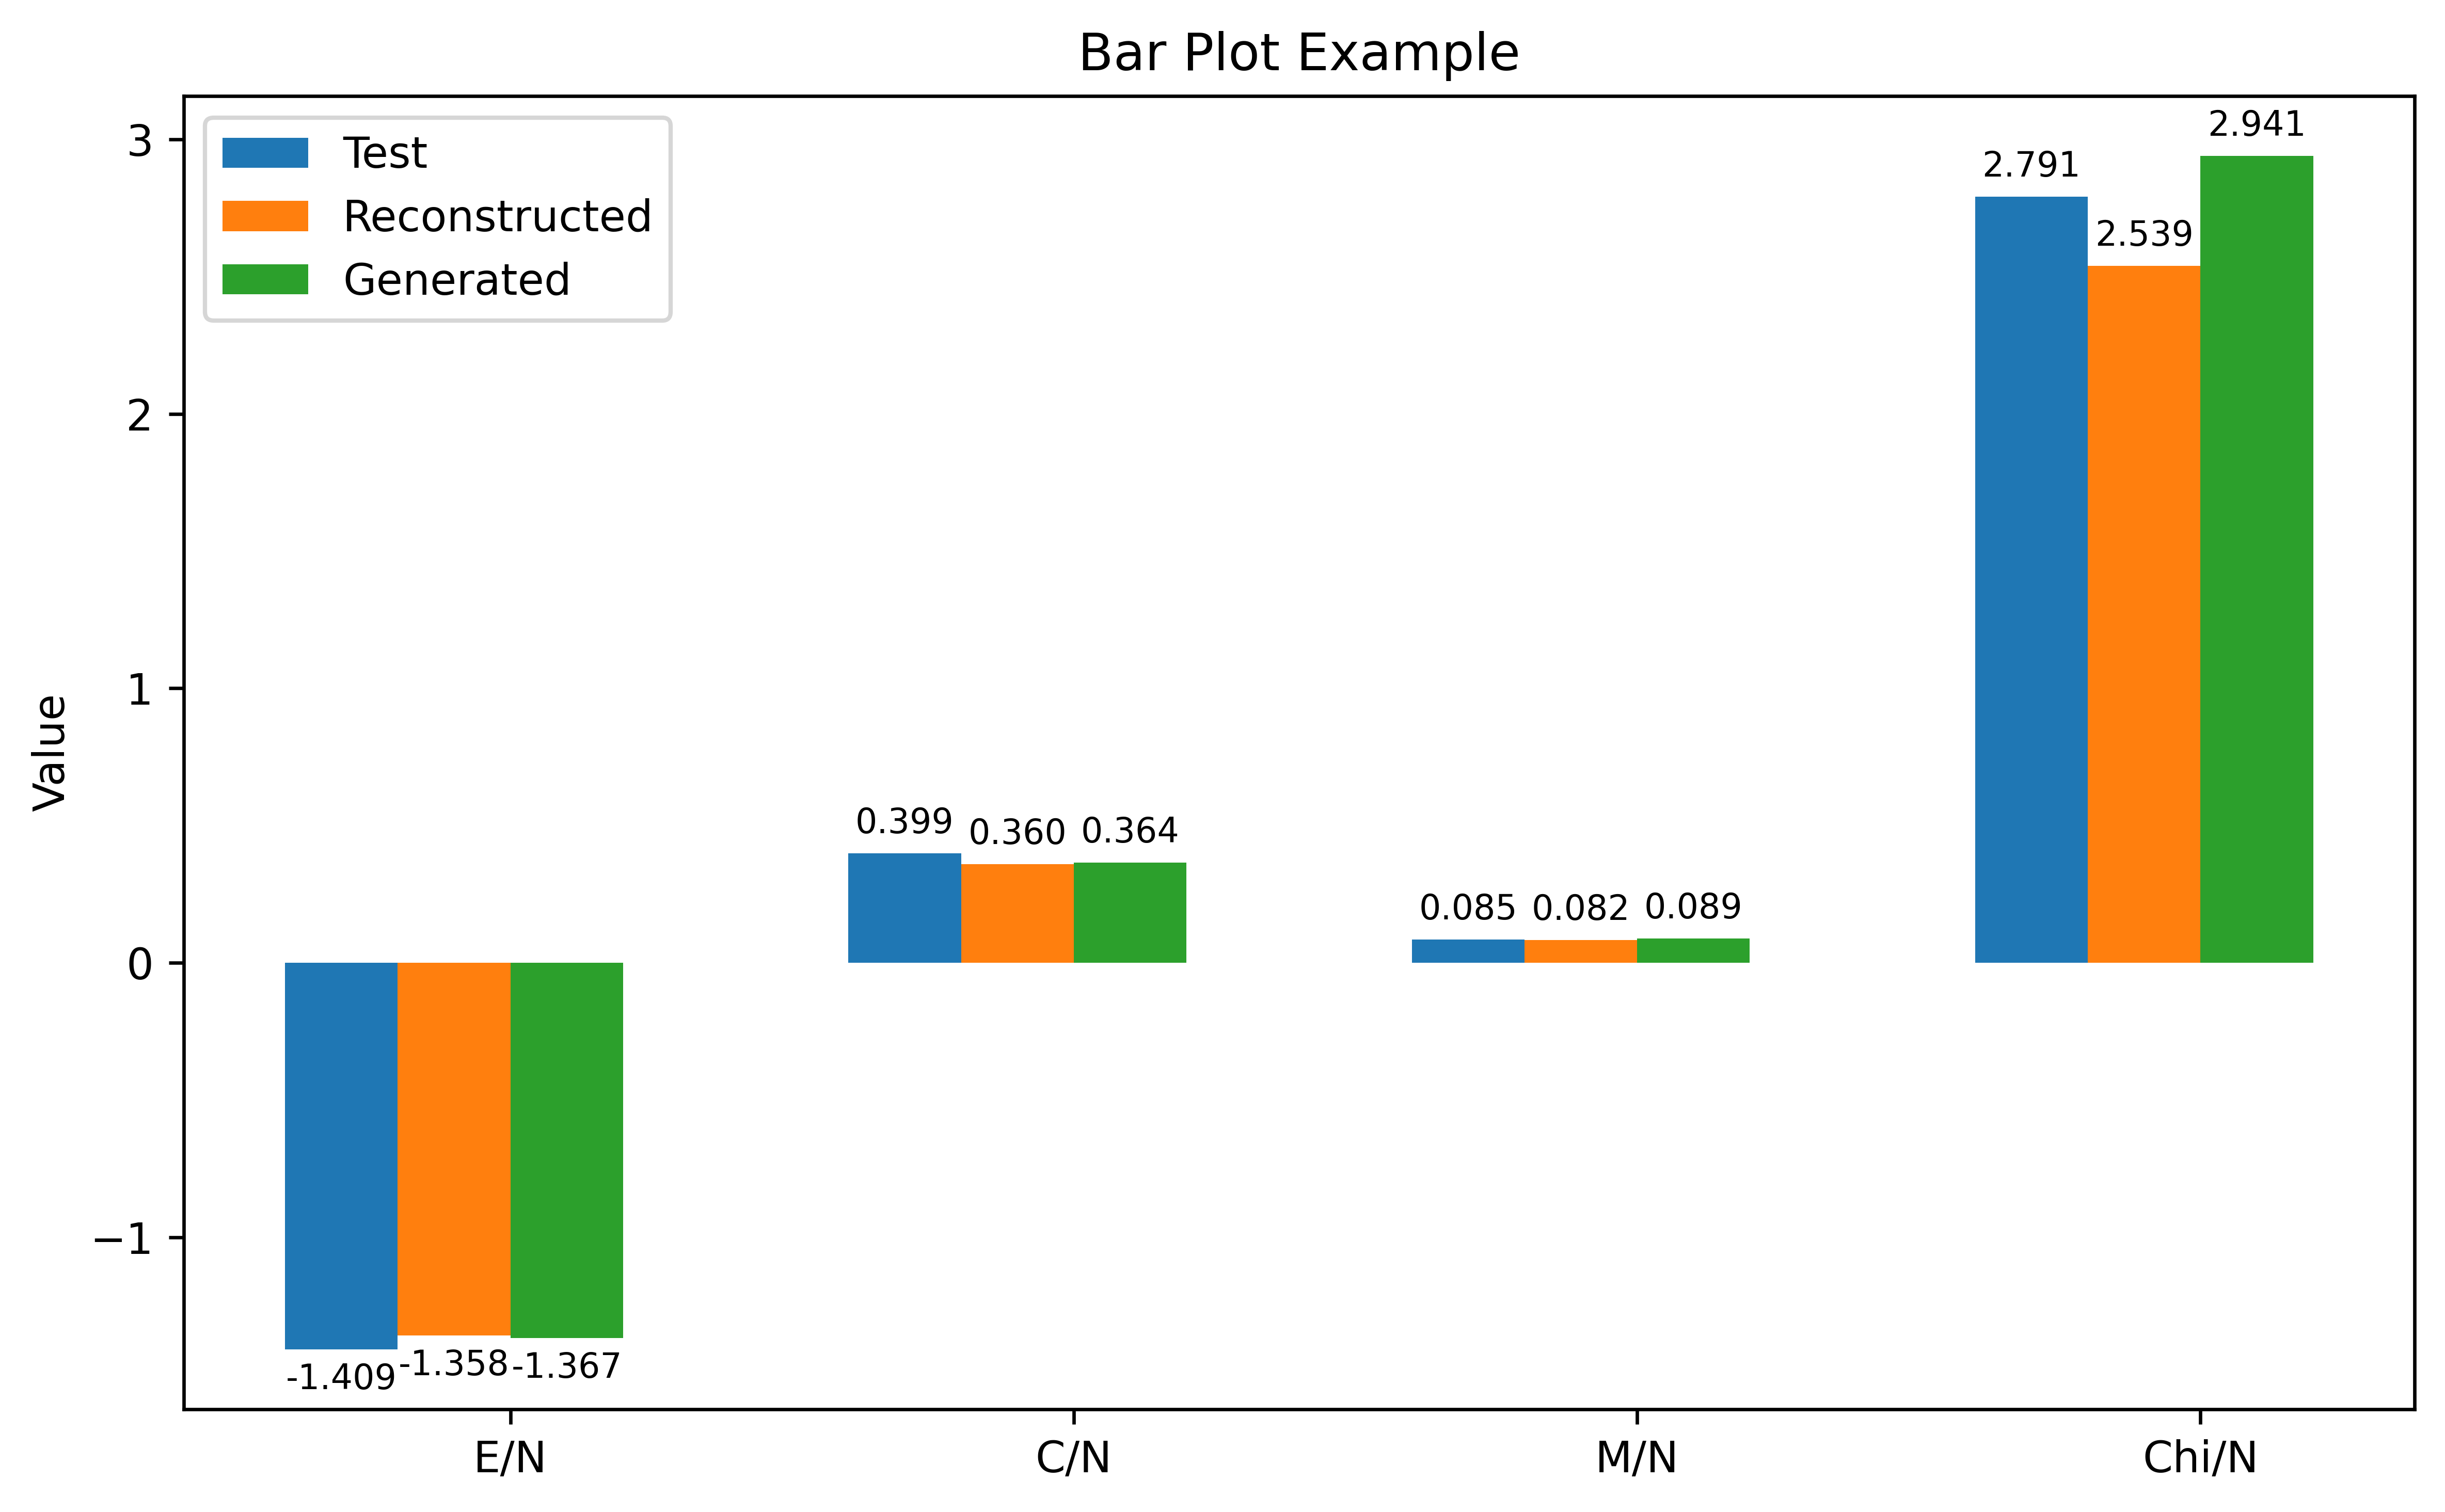 Bar Plot Example
Test
Reconstructed
Generated
Value
3
2
1
0
−1
-1.409
-1.358
-1.367
0.399
0.360
0.364
0.085
0.082
0.089
2.791
2.539
2.941
E/N
C/N
M/N
Chi/N